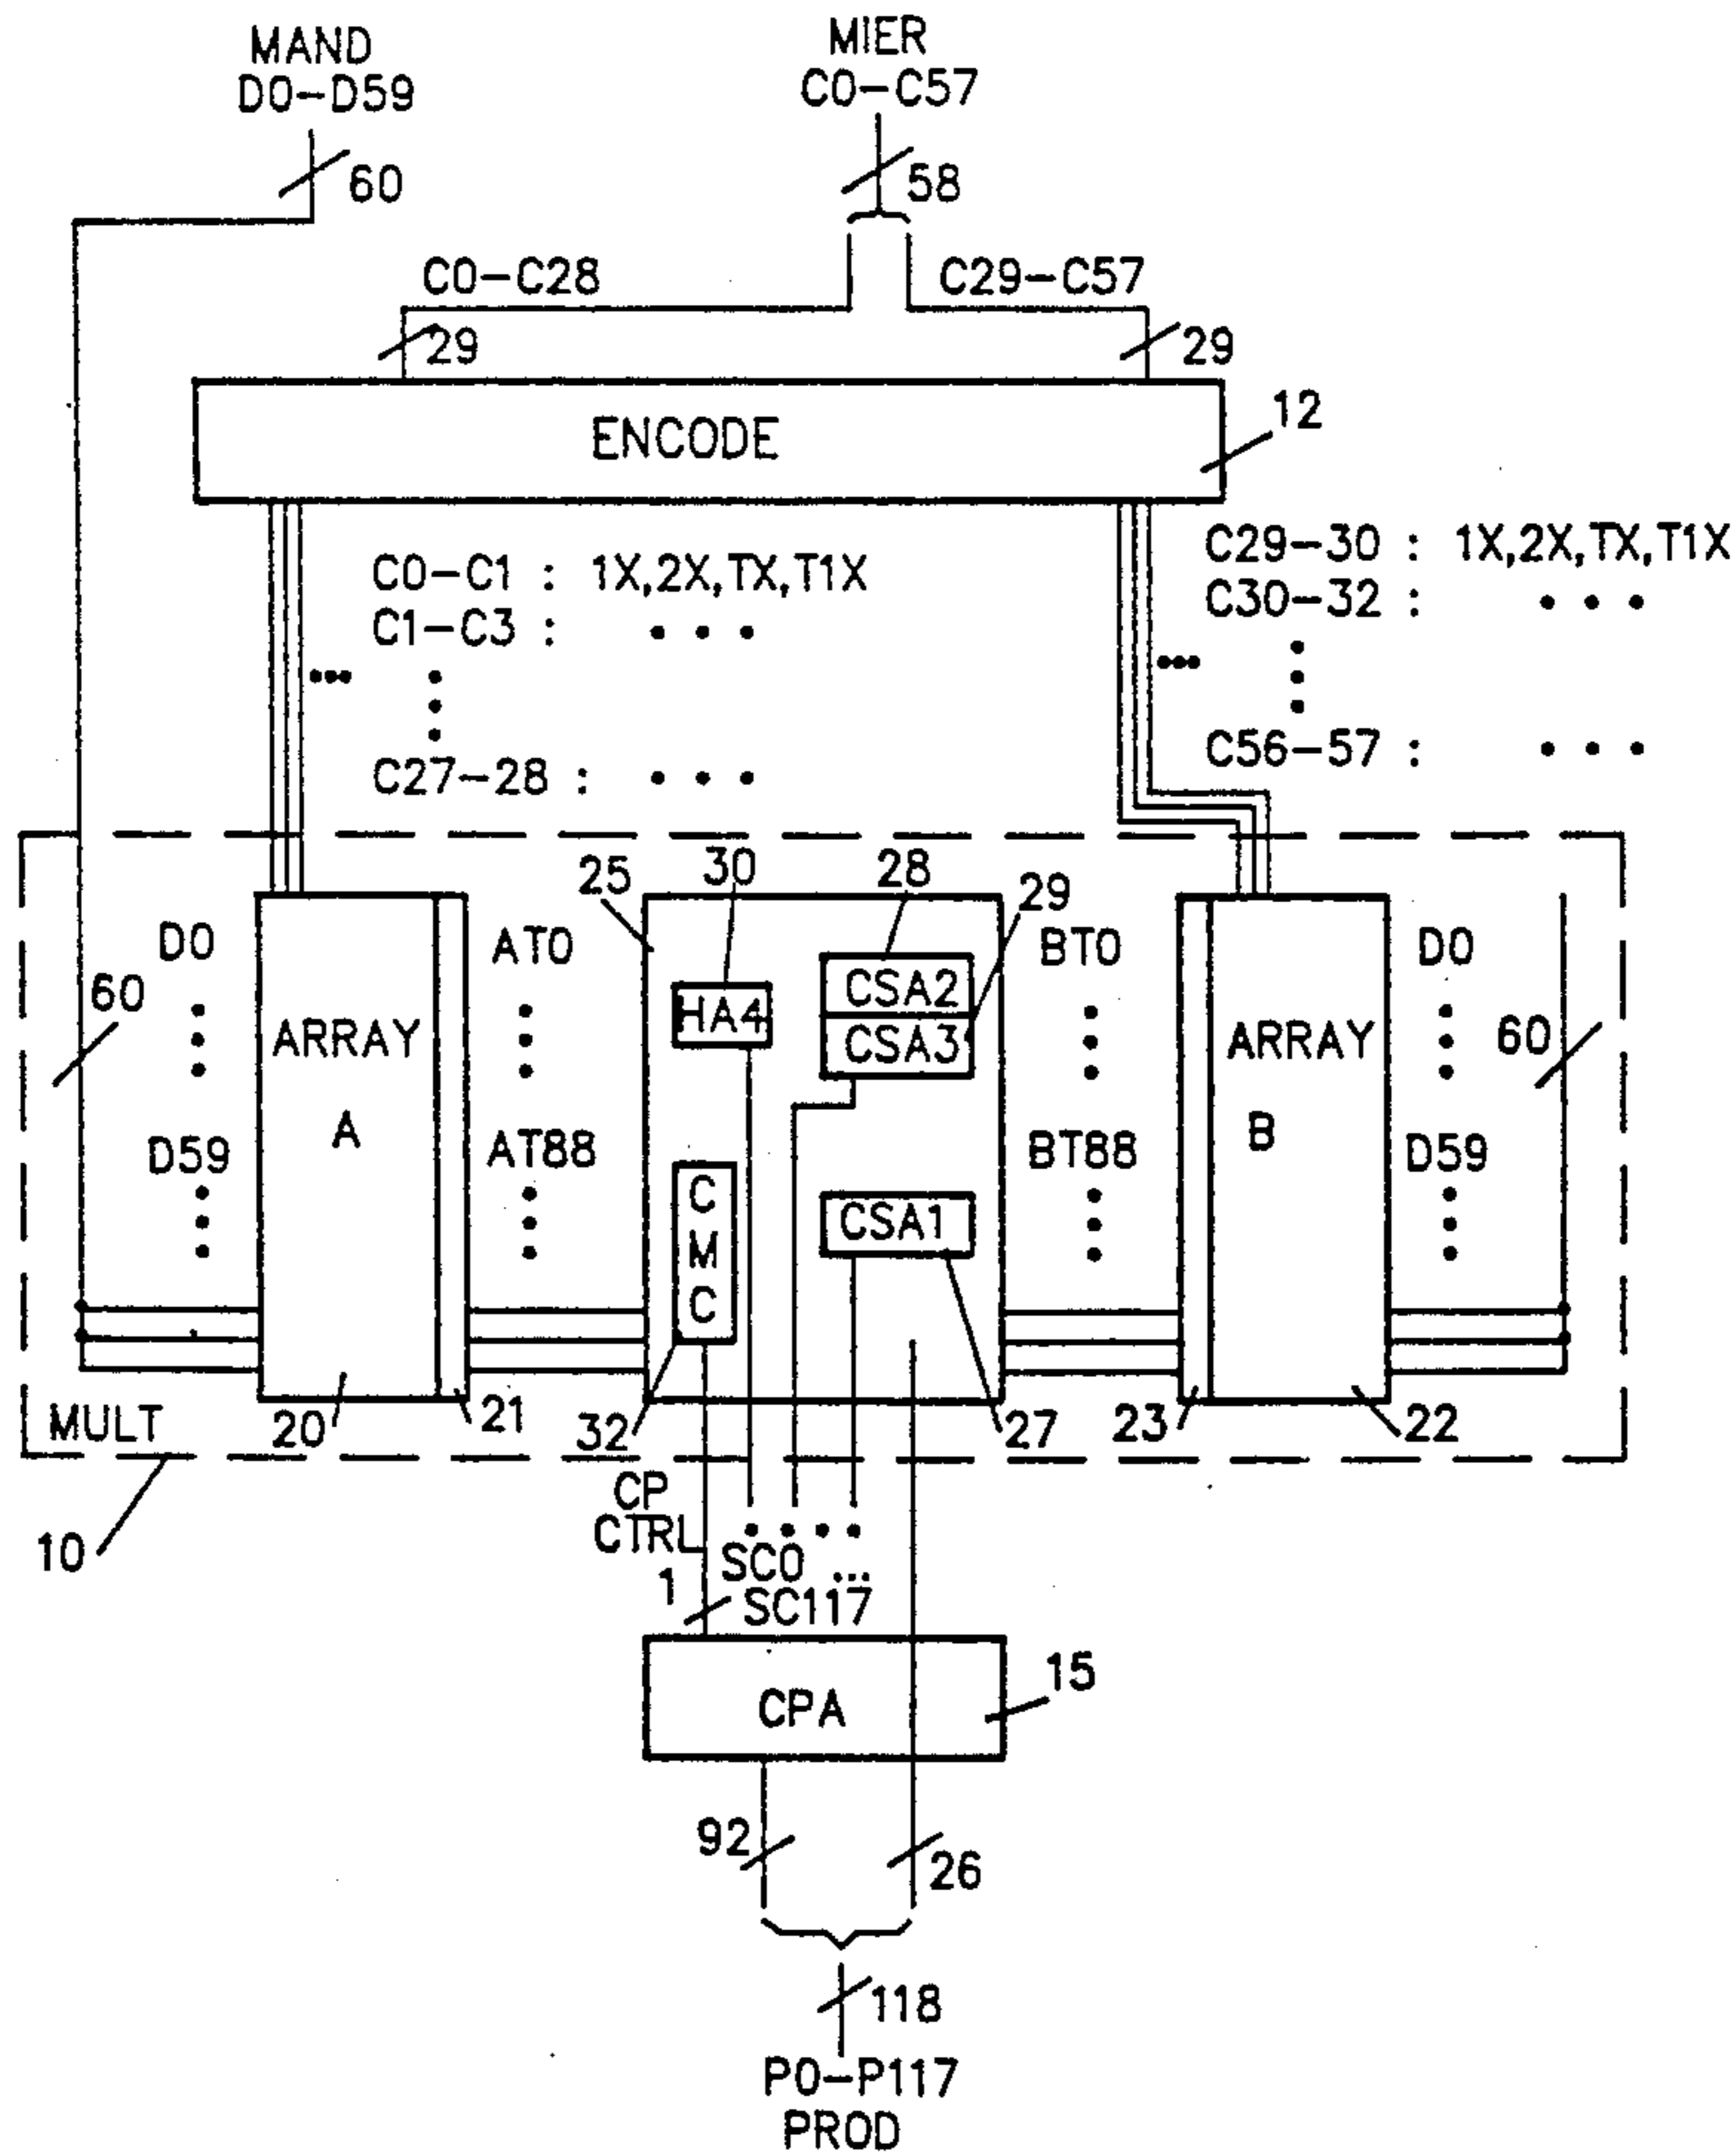 MAND
D0-D59
60
MIER
C0-C57
58
C0-C28
C29-C57
29
29
ENCODE
12
C0-C1 : 1X,2X,TX,T1X
C1-C3 : • • •
C27-28 : • • •
C29-30 : 1X,2X,TX,T1X
C30-32 : • • •
C56-57 : • • •
25
30
28
29
D0
AT0
HA4
CSA2
CSA3
BT0
D0
60
ARRAY
A
ARRAY
B
60
D59
AT88
CMC
CSA1
BT88
D59
MULT
20
21
32
27
23
22
10
CP
CTRL
1
SC0 ...
SC117
CPA
15
92
26
118
P0-P117
PROD